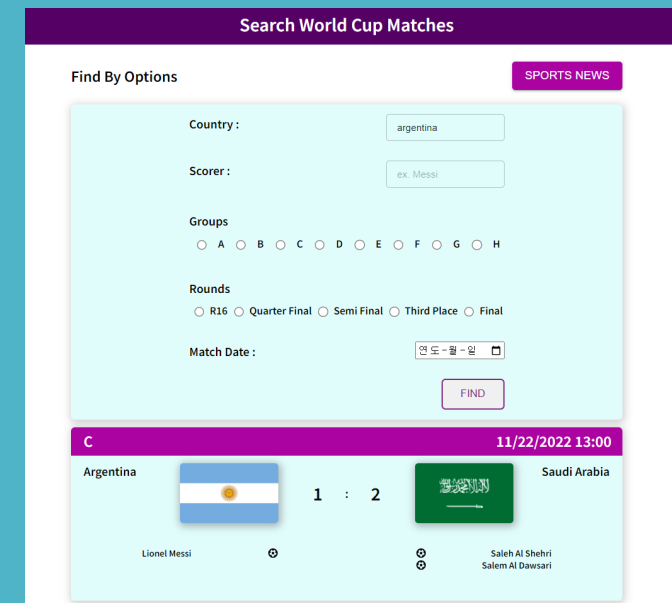 Search World Cup Matches
Find By Options
SPORTS NEWS
Country :
argentina
Scorer :
ex. Messi
Groups
A B C D E F G H
Rounds
R16 Quarter Final Semi Final Third Place Final
Match Date :
연도-월-일
FIND
C 11/22/2022 13:00
Argentina 1 : 2 Saudi Arabia
Lionel Messi Saleh Al Shehri
Salem Al Dawsari